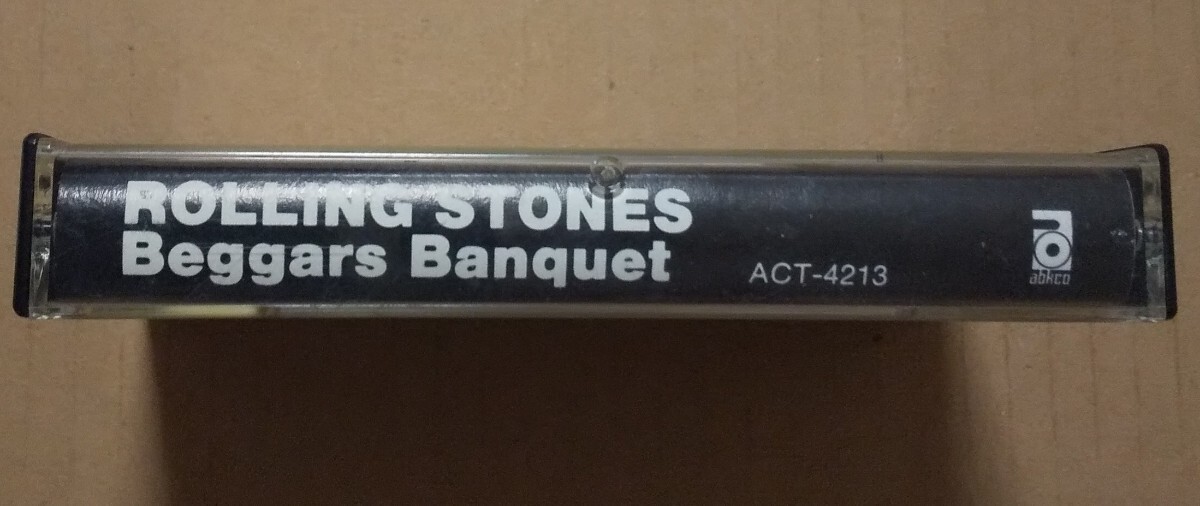 ROLLING STONES
Beggars Banquet
ACT-4213
abkco